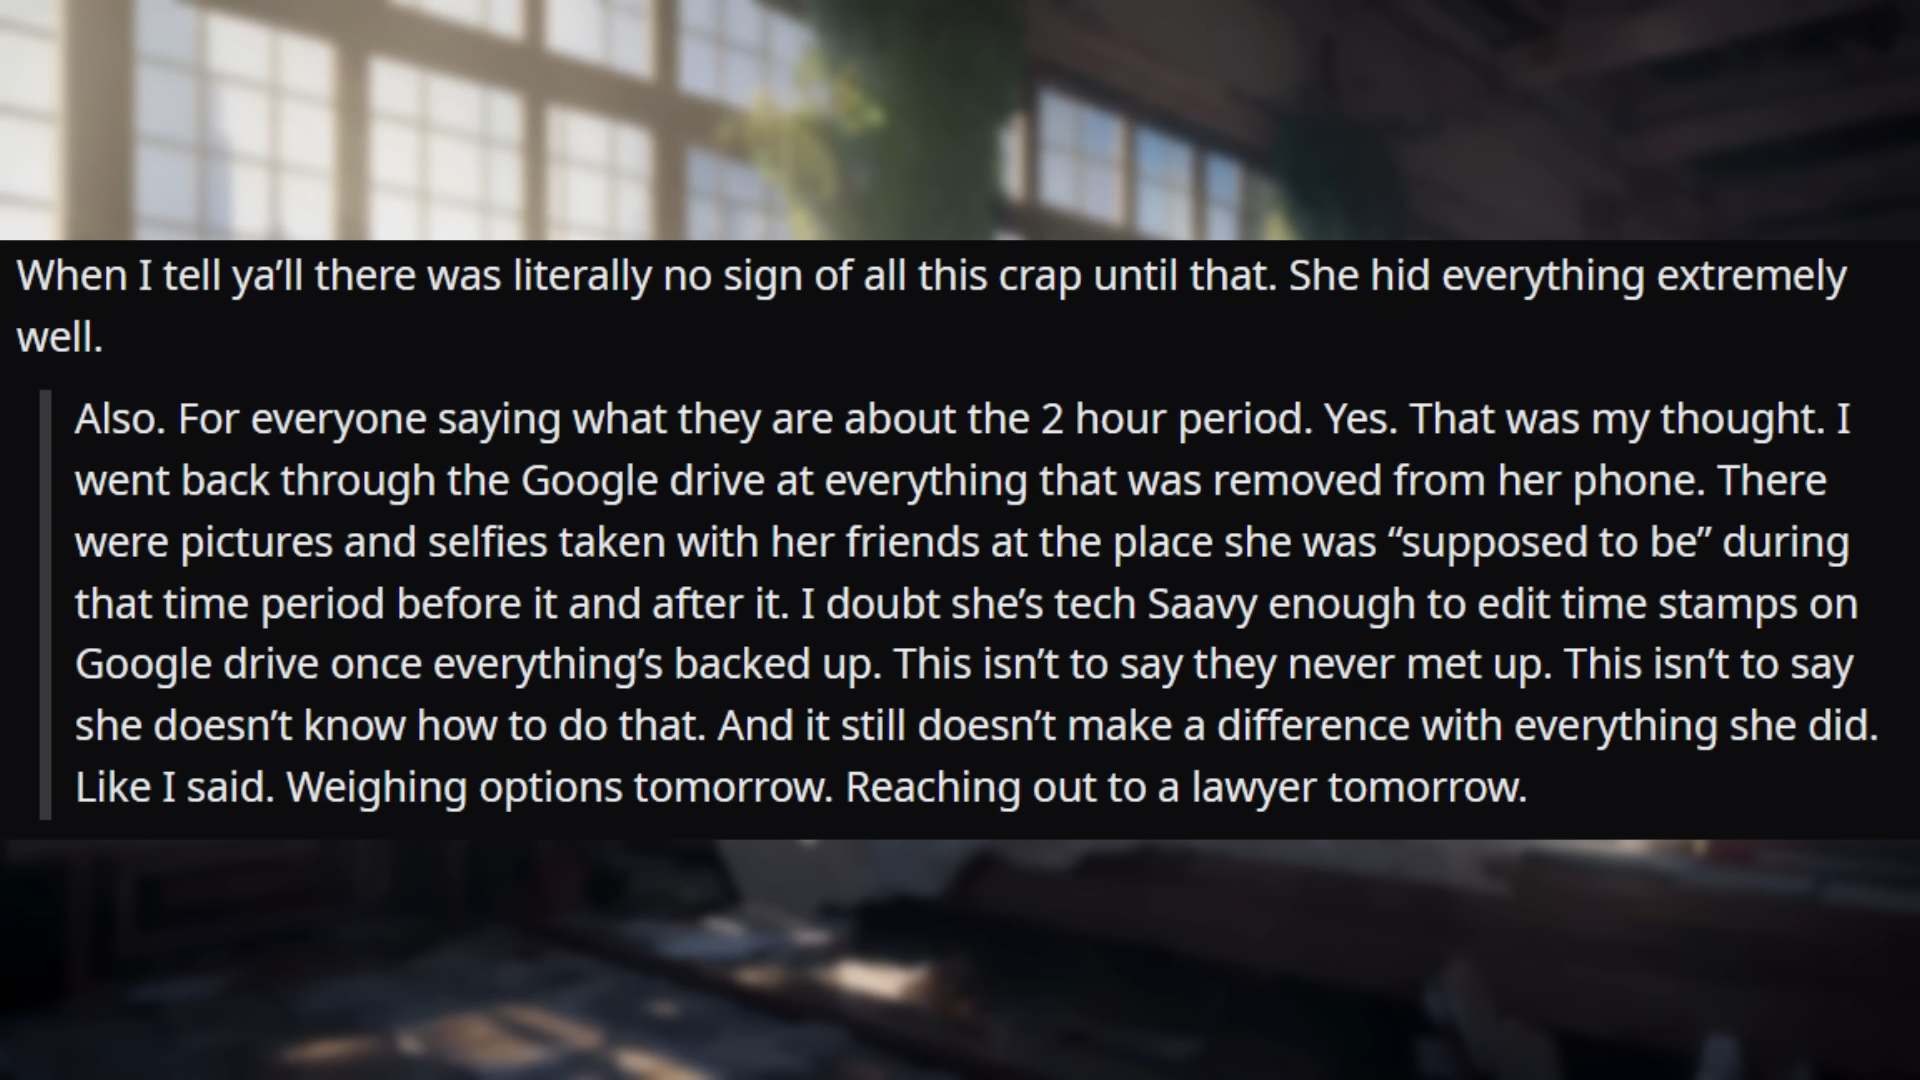 When I tell ya’ll there was literally no sign of all this crap until that. She hid everything extremely
well.
Also. For everyone saying what they are about the 2 hour period. Yes. That was my thought. I
went back through the Google drive at everything that was removed from her phone. There
were pictures and selfies taken with her friends at the place she was “supposed to be” during
that time period before it and after it. I doubt she’s tech Saavy enough to edit time stamps on
Google drive once everything’s backed up. This isn’t to say they never met up. This isn’t to say
she doesn’t know how to do that. And it still doesn’t make a difference with everything she did.
Like I said. Weighing options tomorrow. Reaching out to a lawyer tomorrow.